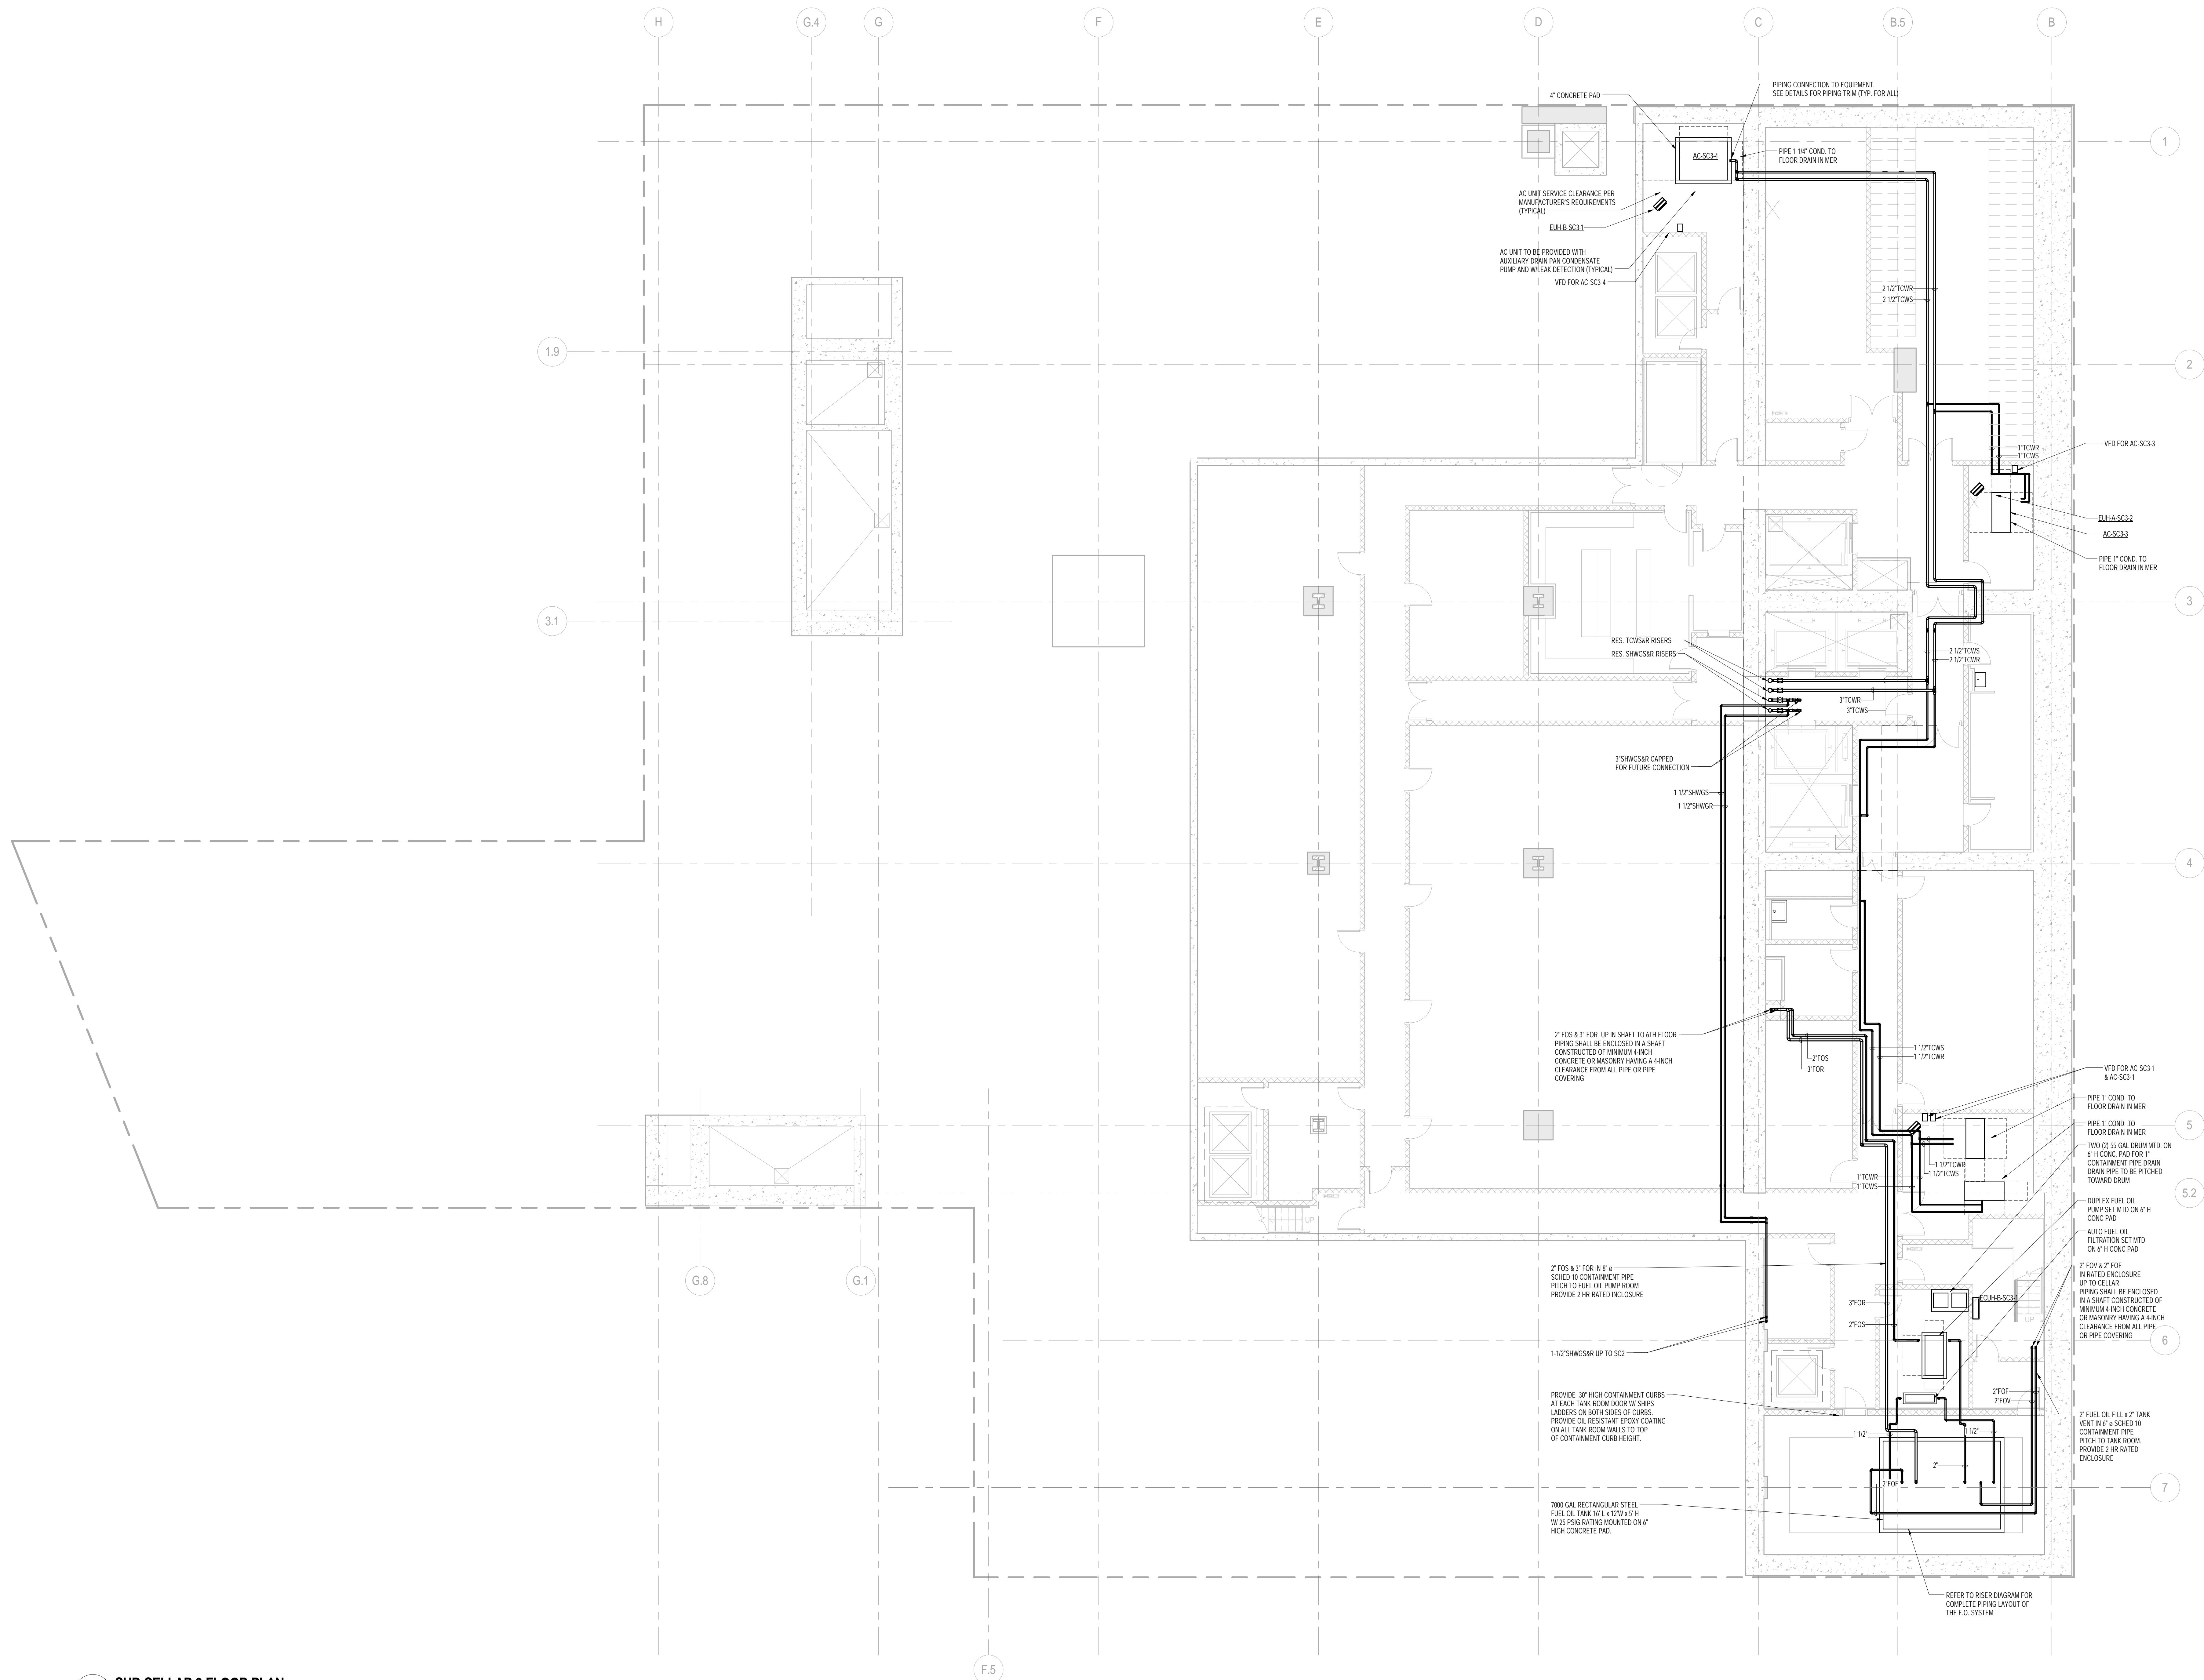 H
G.4
G
F
E
D
C
B.5
B
4" CONCRETE PAD
PIPING CONNECTION TO EQUIPMENT.
SEE DETAILS FOR PIPING TRIM (TYP. FOR ALL)
1
AC-SC3-4
PIPE 1 1/4" COND. TO
FLOOR DRAIN IN MER
AC UNIT SERVICE CLEARANCE PER
MANUFACTURER'S REQUIREMENTS
(TYPICAL)
EUH-B-SC3-1
AC UNIT TO BE PROVIDED WITH
AUXILIARY DRAIN PAN CONDENSATE
PUMP AND W/LEAK DETECTION (TYPICAL)
VFD FOR AC-SC3-4
2 1/2"TCWR
2 1/2"TCWS
1.9
2
VFD FOR AC-SC3-3
1"TCWR
1"TCWS
EUH-A-SC3-2
AC-SC3-3
PIPE 1" COND. TO
FLOOR DRAIN IN MER
3
3.1
RES. TCWS&R RISERS
RES. SHWGS&R RISERS
2 1/2"TCWS
2 1/2"TCWR
3"TCWR
3"TCWS
3"SHWGS&R CAPPED
FOR FUTURE CONNECTION
1 1/2"SHWGS
1 1/2"SHWGR
4
2" FOS & 3" FOR UP IN SHAFT TO 6TH FLOOR
PIPING SHALL BE ENCLOSED IN A SHAFT
CONSTRUCTED OF MINIMUM 4-INCH
CONCRETE OR MASONRY HAVING A 4-INCH
CLEARANCE FROM ALL PIPE OR PIPE
COVERING
2"FOS
3"FOR
1 1/2"TCWS
1 1/2"TCWR
VFD FOR AC-SC3-1
& AC-SC3-1
PIPE 1" COND. TO
FLOOR DRAIN IN MER
PIPE 1" COND. TO
FLOOR DRAIN IN MER
5
TWO (2) 55 GAL DRUM MTD. ON
6" H CONC. PAD FOR 1"
CONTAINMENT PIPE DRAIN
DRAIN PIPE TO BE PITCHED
TOWARD DRUM
1 1/2"TCWR
1 1/2"TCWS
1"TCWR
1"TCWS
5.2
UP
DUPLEX FUEL OIL
PUMP SET MTD ON 6" H
CONC PAD
AUTO FUEL OIL
FILTRATION SET MTD
ON 6" H CONC PAD
G.8
G.1
2" FOS & 3" FOR IN 8" ø
SCHED 10 CONTAINMENT PIPE
PITCH TO FUEL OIL PUMP ROOM
PROVIDE 2 HR RATED INCLOSURE
2" FOV & 2" FOF
IN RATED ENCLOSURE
UP TO CELLAR
PIPING SHALL BE ENCLOSED
IN A SHAFT CONSTRUCTED OF
MINIMUM 4-INCH CONCRETE
OR MASONRY HAVING A 4-INCH
CLEARANCE FROM ALL PIPE
OR PIPE COVERING
ECUH-B-SC3-1
3"FOR
2"FOS
UP
6
1-1/2"SHWGS&R UP TO SC2
PROVIDE 30" HIGH CONTAINMENT CURBS
AT EACH TANK ROOM DOOR W/ SHIPS
LADDERS ON BOTH SIDES OF CURBS.
PROVIDE OIL RESISTANT EPOXY COATING
ON ALL TANK ROOM WALLS TO TOP
OF CONTAINMENT CURB HEIGHT.
2"FOF
2"FOV
2" FUEL OIL FILL x 2" TANK
VENT IN 6" ø SCHED 10
CONTAINMENT PIPE
PITCH TO TANK ROOM.
PROVIDE 2 HR RATED
ENCLOSURE
1 1/2"
1 1/2"
2"
2"FOF
7
7000 GAL RECTANGULAR STEEL
FUEL OIL TANK 16' L x 12'W x 5' H
W/ 25 PSIG RATING MOUNTED ON 6"
HIGH CONCRETE PAD.
REFER TO RISER DIAGRAM FOR
COMPLETE PIPING LAYOUT OF
THE F.O. SYSTEM
F.5
SUB CELLAR 3 FLOOR PLAN